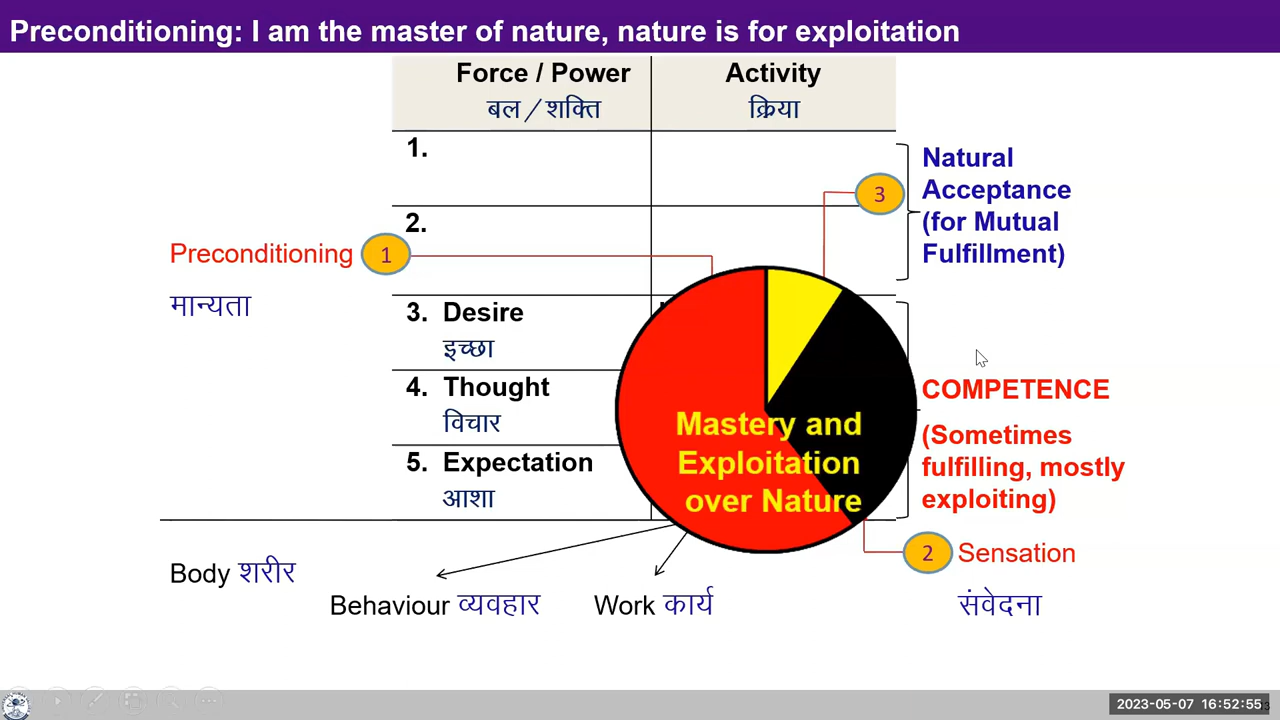 Preconditioning: I am the master of nature, nature is for exploitation
Force / Power
Activity
बल / शक्ति
क्रिया
1.
Natural
Acceptance
(for Mutual
Fulfillment)
3
2.
Preconditioning
1
मान्यता
3. Desire
इच्छा
4. Thought
विचार
5. Expectation
आशा
Mastery and
Exploitation
over Nature
COMPETENCE
(Sometimes
fulfilling, mostly
exploiting)
2
Sensation
संवेदना
Body शरीर
Behaviour व्यवहार
Work कार्य
2023-05-07 16:52:55